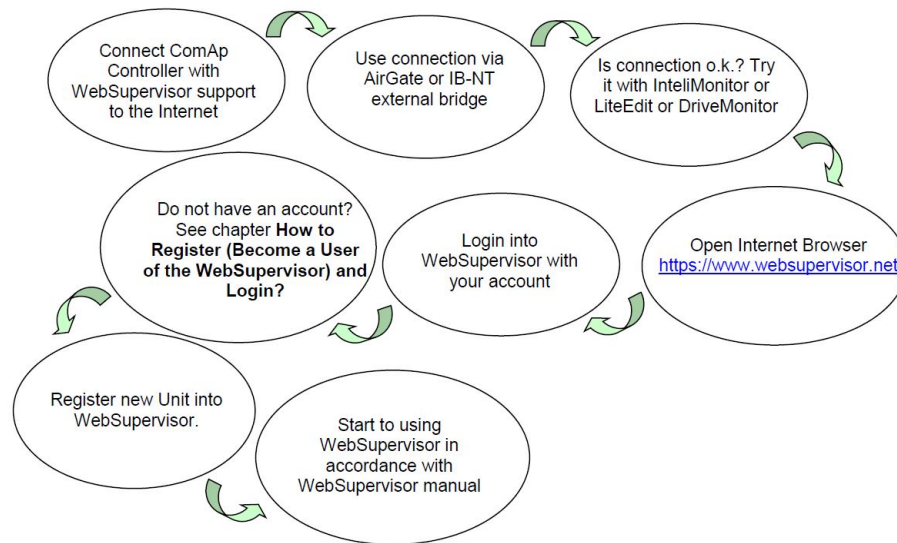 Connect ComAp
Controller with
WebSupervisor support
to the Internet
Use connection via
AirGate or IB-NT
external bridge
Is connection o.k.? Try
it with InteliMonitor or
LiteEdit or DriveMonitor
Open Internet Browser
https://www.websupervisor.net
Login into
WebSupervisor with
your account
Do not have an account?
See chapter How to
Register (Become a User
of the WebSupervisor) and
Login?
Register new Unit into
WebSupervisor.
Start to using
WebSupervisor in
accordance with
WebSupervisor manual